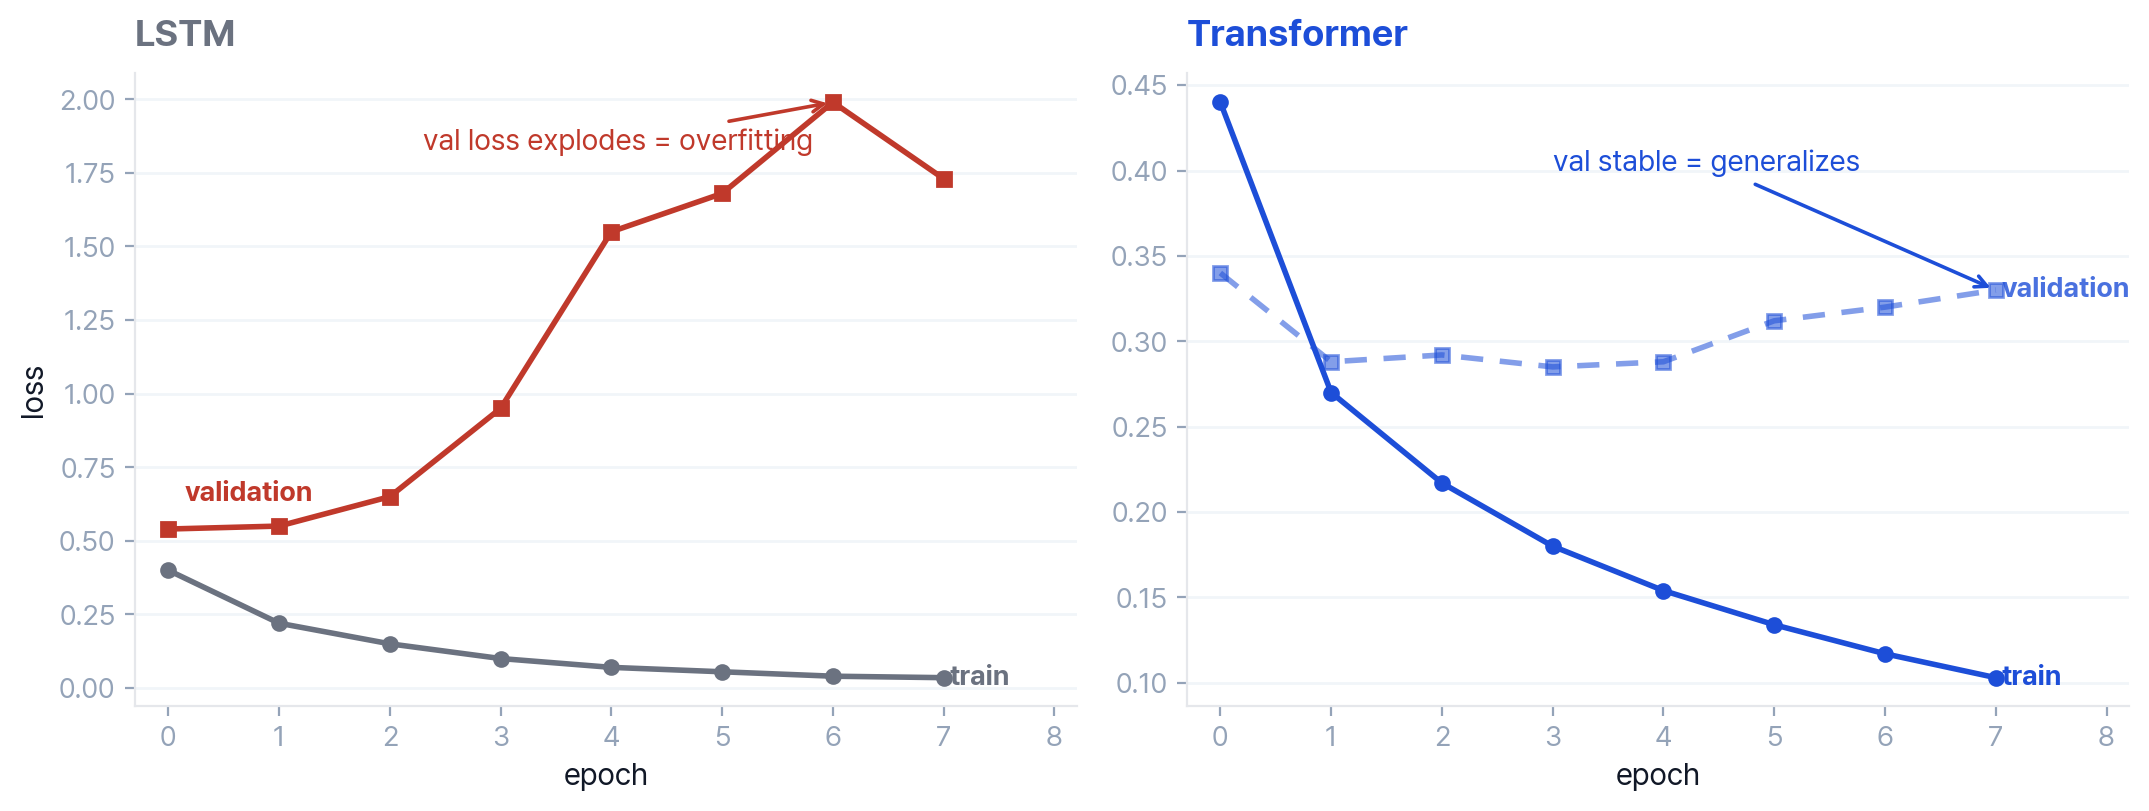 LSTM
2.00
1.75
1.50
1.25
1.00
0.75
0.50
0.25
0.00
loss
val loss explodes = overfitting
validation
train
0 1 2 3 4 5 6 7 8
epoch
Transformer
0.45
0.40
0.35
0.30
0.25
0.20
0.15
0.10
val stable = generalizes
validation
train
0 1 2 3 4 5 6 7 8
epoch